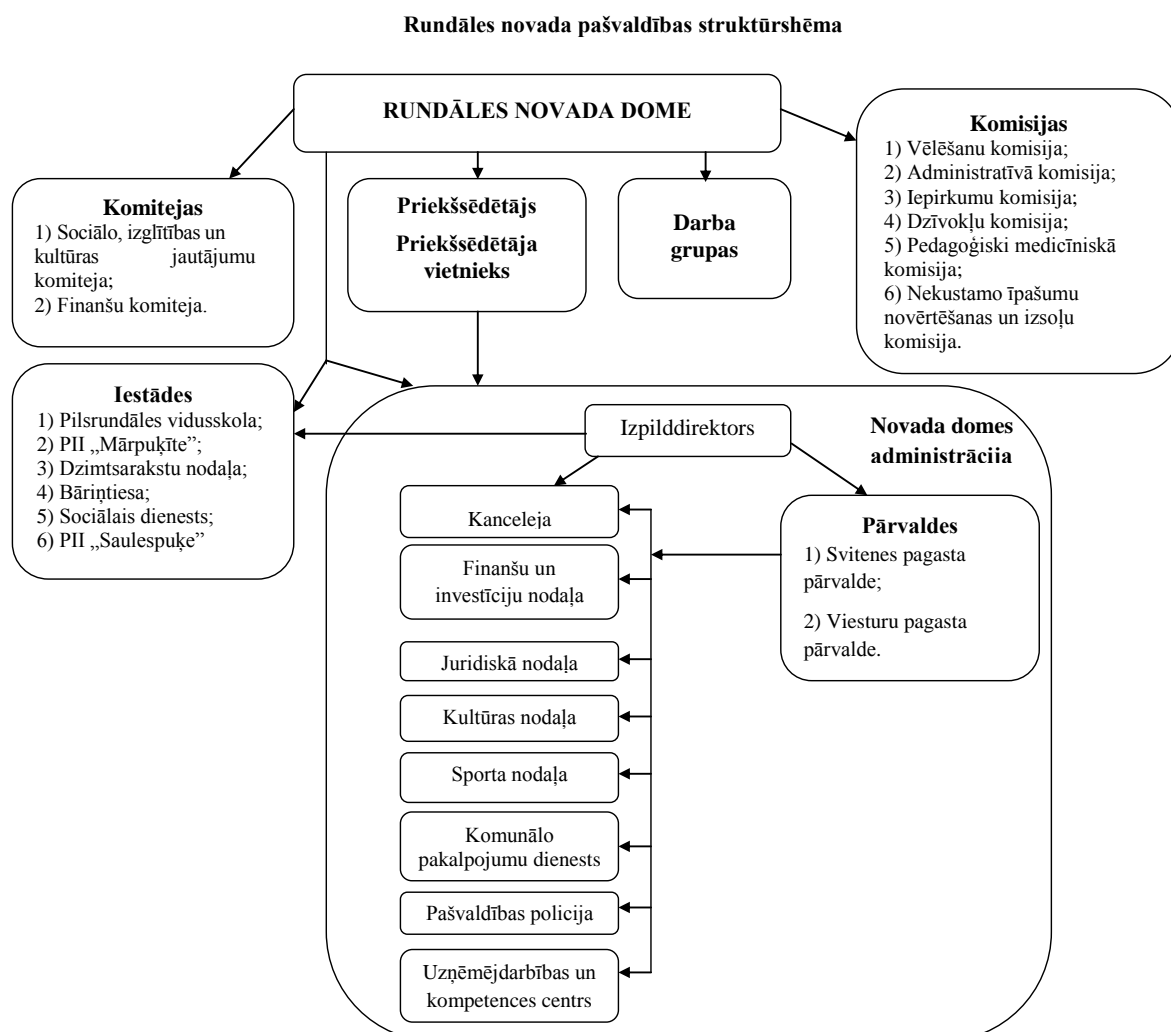 Rundāles novada pašvaldības struktūrshēma
RUNDĀLES NOVADA DOME
Komitejas
1) Sociālo, izglītības un
kultūras jautājumu
komiteja;
2) Finanšu komiteja.
Priekšsēdētājs
Priekšsēdētāja
vietnieks
Darba
grupas
Komisijas
1) Vēlēšanu komisija;
2) Administratīvā komisija;
3) Iepirkumu komisija;
4) Dzīvokļu komisija;
5) Pedagoģiski medicīniskā
komisija;
6) Nekustamo īpašumu
novērtēšanas un izsoļu
komisija.
Iestādes
1) Pilsrundāles vidusskola;
2) PII „Mārpuķīte”;
3) Dzimtsarakstu nodaļa;
4) Bāriņtiesa;
5) Sociālais dienests;
6) PII „Saulespuķe”
Izpilddirektors
Novada domes
administrācija
Kanceleja
Finanšu un
investīciju nodaļa
Juridiskā nodaļa
Kultūras nodaļa
Sporta nodaļa
Komunālo
pakalpojumu dienests
Pašvaldības policija
Uzņēmējdarbības un
kompetences centrs
Pārvaldes
1) Svitenes pagasta
pārvalde;
2) Viesturu pagasta
pārvalde.